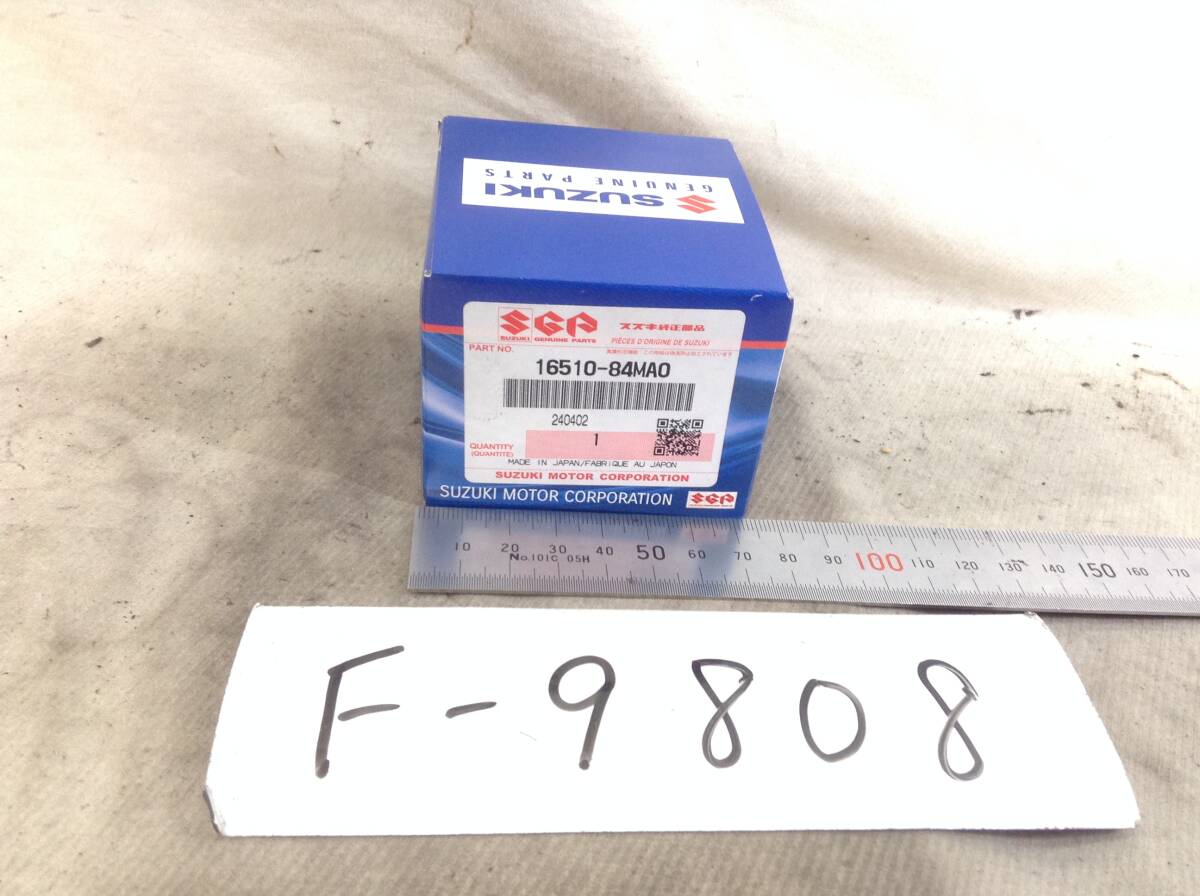 SUZUKI
GENUINE PARTS
SGP スズキ純正部品
SUZUKI GENUINE PARTS PIÈCES D'ORIGINE DE SUZUKI
PART NO.
16510-84MA0
240402
QUANTITY
(QUANTITÉ)
1
MADE IN JAPAN/FABRIQUE AU JAPON
SUZUKI MOTOR CORPORATION
SUZUKI MOTOR CORPORATION SGP
10 20 30 40 50 60 70 80 90 100 110 120 130 140 150 160 170
No.101C 05H
F-9808